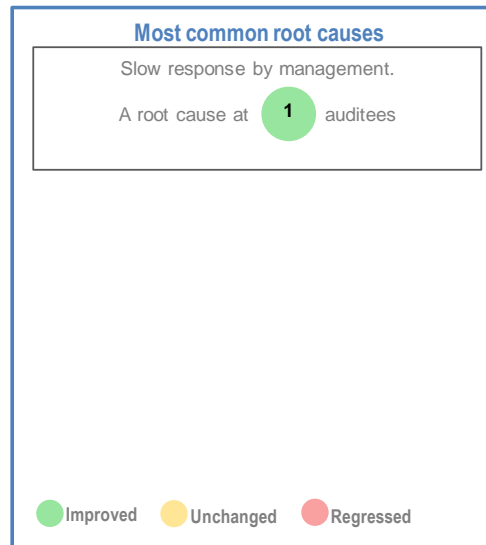 Most common root causes
Slow response by management.
A root cause at 1 auditees
Improved Unchanged Regressed